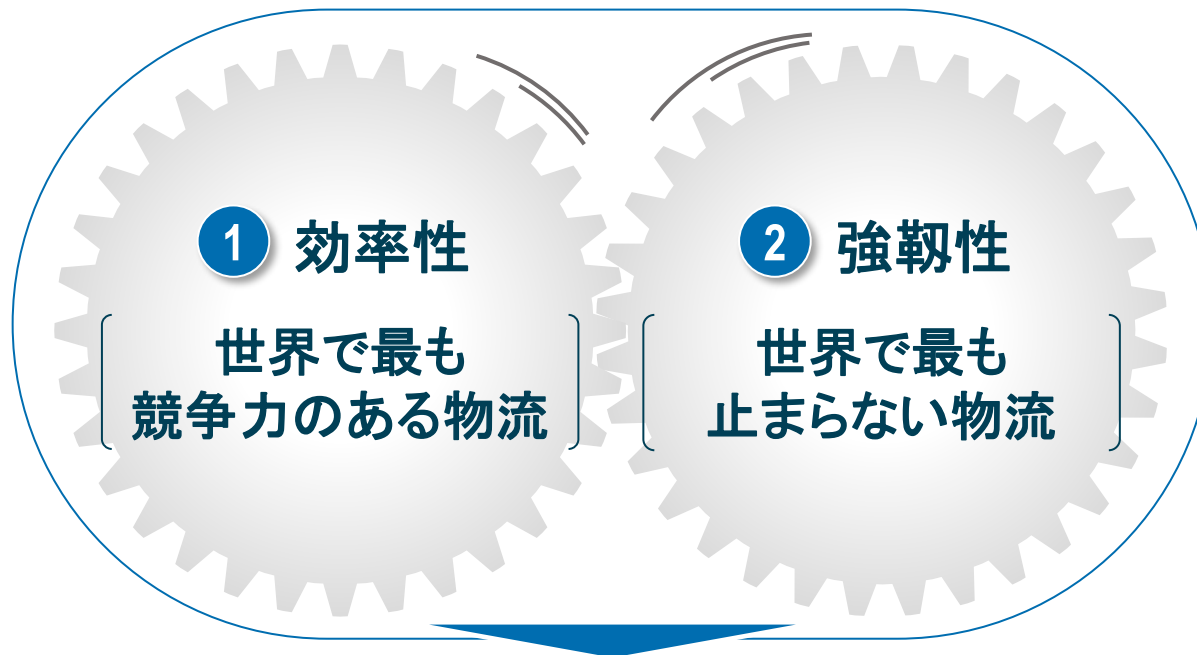 1 効率性
世界で最も
競争力のある物流
2 強靭性
世界で最も
止まらない物流